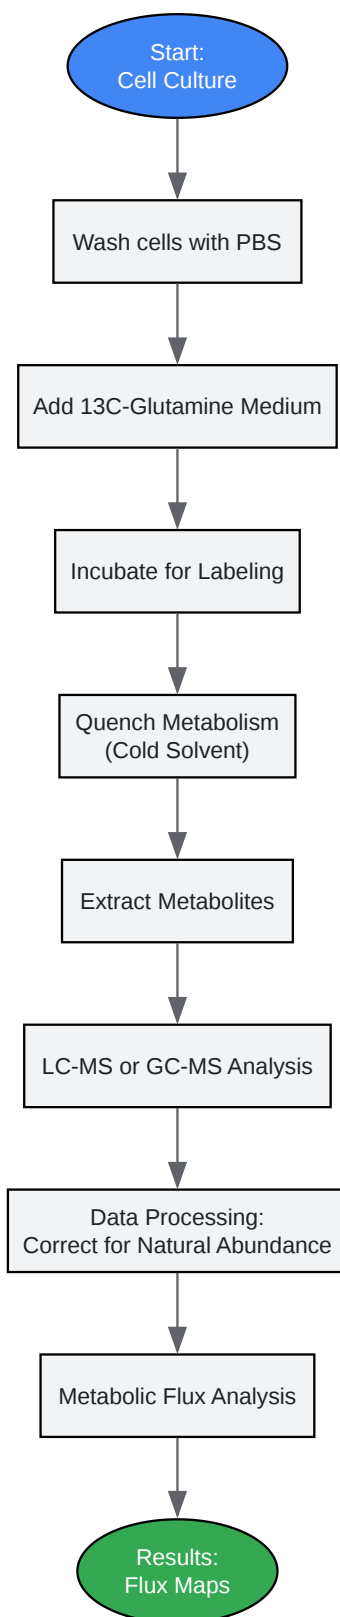 Start:
Cell Culture
Wash cells with PBS
Add 13C-Glutamine Medium
Incubate for Labeling
Quench Metabolism
(Cold Solvent)
Extract Metabolites
LC-MS or GC-MS Analysis
Data Processing:
Correct for Natural Abundance
Metabolic Flux Analysis
Results:
Flux Maps